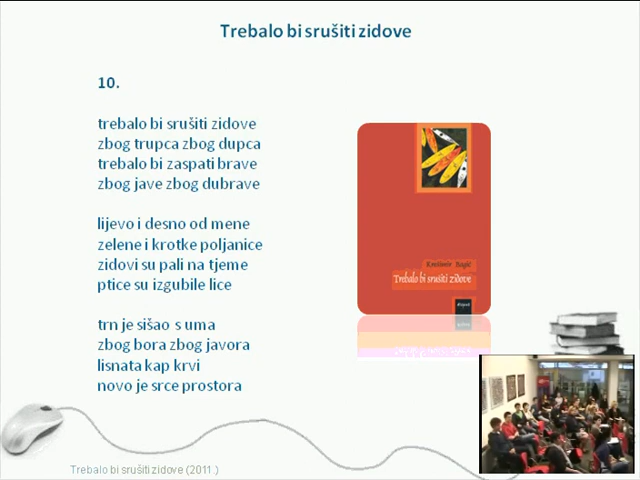 Trebalo bi srušiti zidove
10.
trebalo bi srušiti zidove
zbog trupca zbog dupca
trebalo bi zaspati brave
zbog jave zbog dubrave
lijevo i desno od mene
zelene i krotke poljanice
zidovi su pali na tjeme
ptice su izgubile lice
trn je sišao s uma
zbog bora zbog javora
lisnata kap krvi
novo je srce prostora
Krešimir Bagić
Trebalo bi srušiti zidove
Trebalo bi srušiti zidove (2011.)